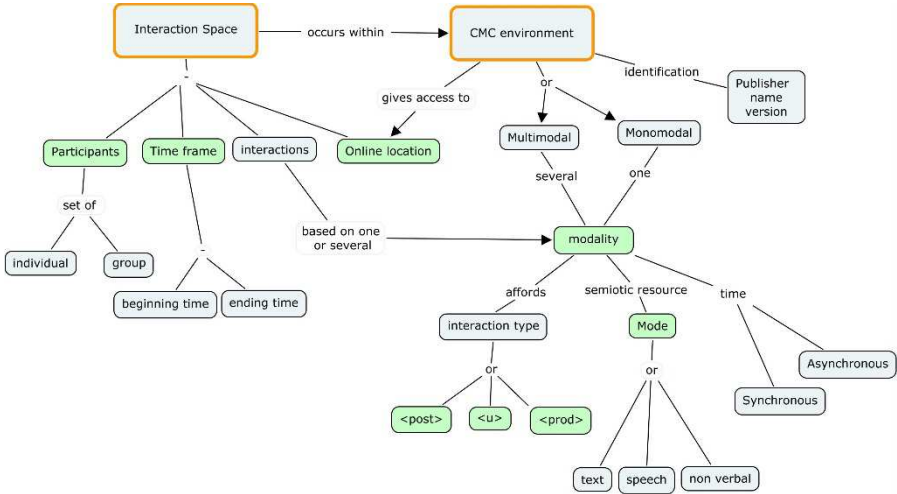 Interaction Space
occurs within
CMC environment
identification
Publisher
name
version
gives access to
or
Multimodal
Monomodal
-
Participants
Time frame
interactions
Online location
several
one
set of
individual
group
-
beginning time
ending time
based on one
or several
modality
affords
semiotic resource
time
interaction type
Mode
Asynchronous
Synchronous
or
or
<post>
<u>
<prod>
text
speech
non verbal